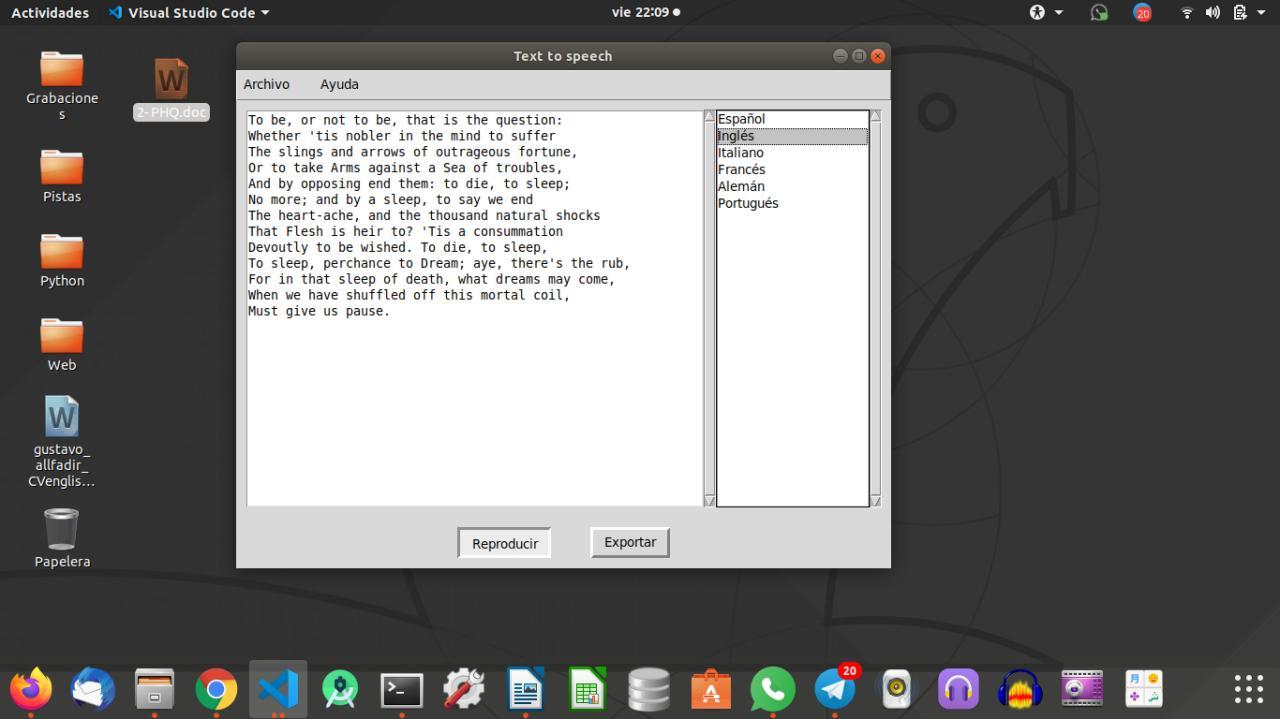 Actividades
Visual Studio Code
vie 22:09
20
Grabacione
s
2-PHQ.doc
Pistas
Python
Web
gustavo_
allfadir_
CVenglis…
Papelera
Text to speech
Archivo
Ayuda
To be, or not to be, that is the question:
Whether 'tis nobler in the mind to suffer
The slings and arrows of outrageous fortune,
Or to take Arms against a Sea of troubles,
And by opposing end them: to die, to sleep;
No more; and by a sleep, to say we end
The heart-ache, and the thousand natural shocks
That Flesh is heir to? 'Tis a consummation
Devoutly to be wished. To die, to sleep,
To sleep, perchance to Dream; aye, there's the rub,
For in that sleep of death, what dreams may come,
When we have shuffled off this mortal coil,
Must give us pause.
Español
Inglés
Italiano
Francés
Alemán
Portugués
Reproducir
Exportar
20